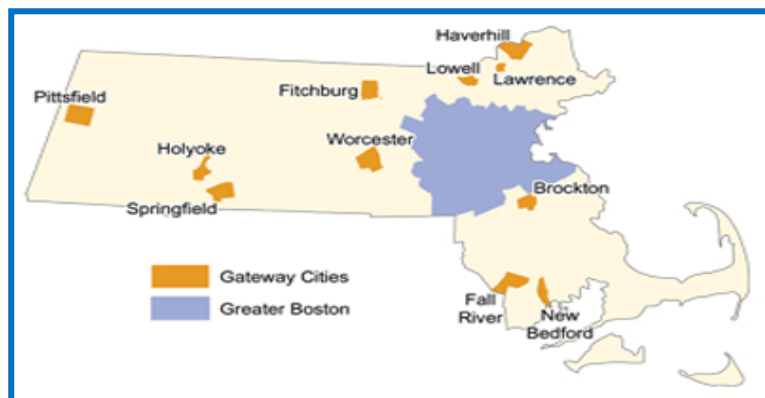 Haverhill
Lowell
Lawrence
Fitchburg
Pittsfield
Holyoke
Worcester
Springfield
Brockton
Gateway Cities
Greater Boston
Fall
River
New
Bedford